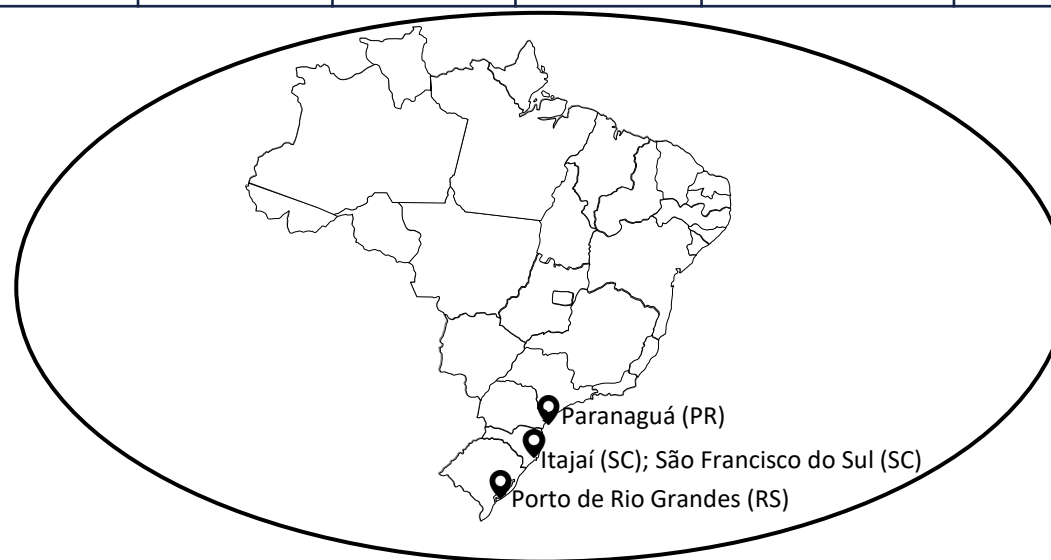 Paranaguá (PR)
Itajaí (SC); São Francisco do Sul (SC)
Porto de Rio Grandes (RS)